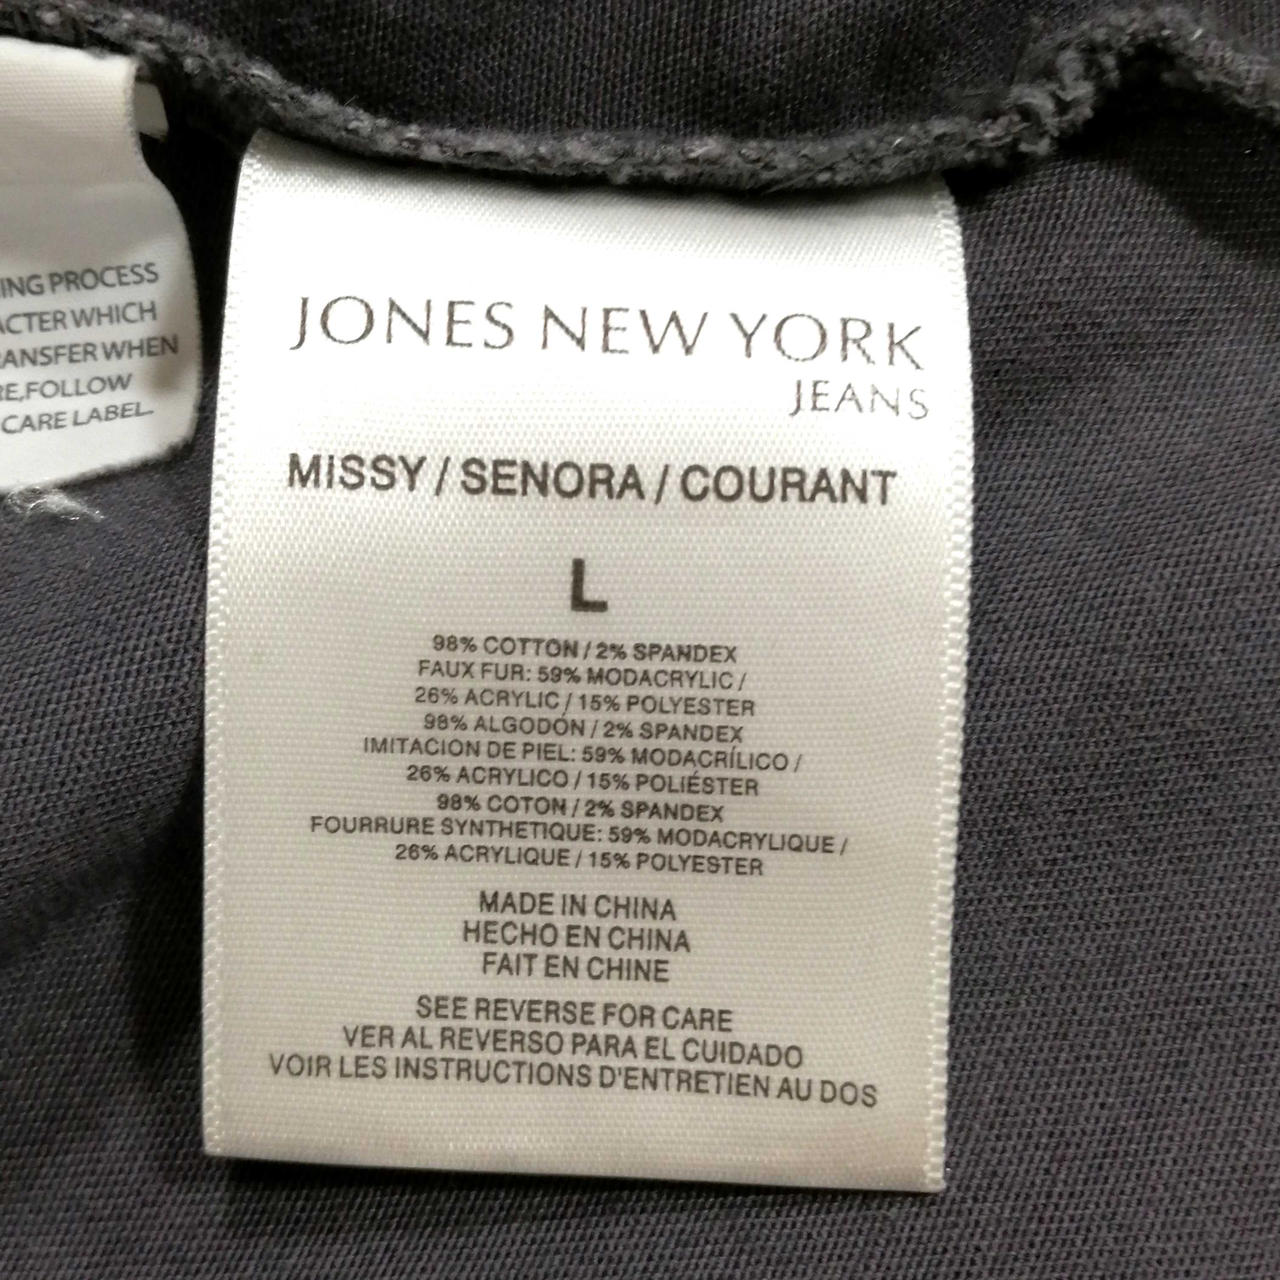 ING PROCESS
ACTER WHICH
RANSFER WHEN
RE,FOLLOW
CARE LABEL.
JONES NEW YORK
JEANS
MISSY / SENORA / COURANT
L
98% COTTON / 2% SPANDEX
FAUX FUR: 59% MODACRYLIC /
26% ACRYLIC / 15% POLYESTER
98% ALGODÓN / 2% SPANDEX
IMITACION DE PIEL: 59% MODACRÍLICO /
26% ACRYLICO / 15% POLIÉSTER
98% COTON / 2% SPANDEX
FOURRURE SYNTHETIQUE: 59% MODACRYLIQUE /
26% ACRYLIQUE / 15% POLYESTER
MADE IN CHINA
HECHO EN CHINA
FAIT EN CHINE
SEE REVERSE FOR CARE
VER AL REVERSO PARA EL CUIDADO
VOIR LES INSTRUCTIONS D'ENTRETIEN AU DOS